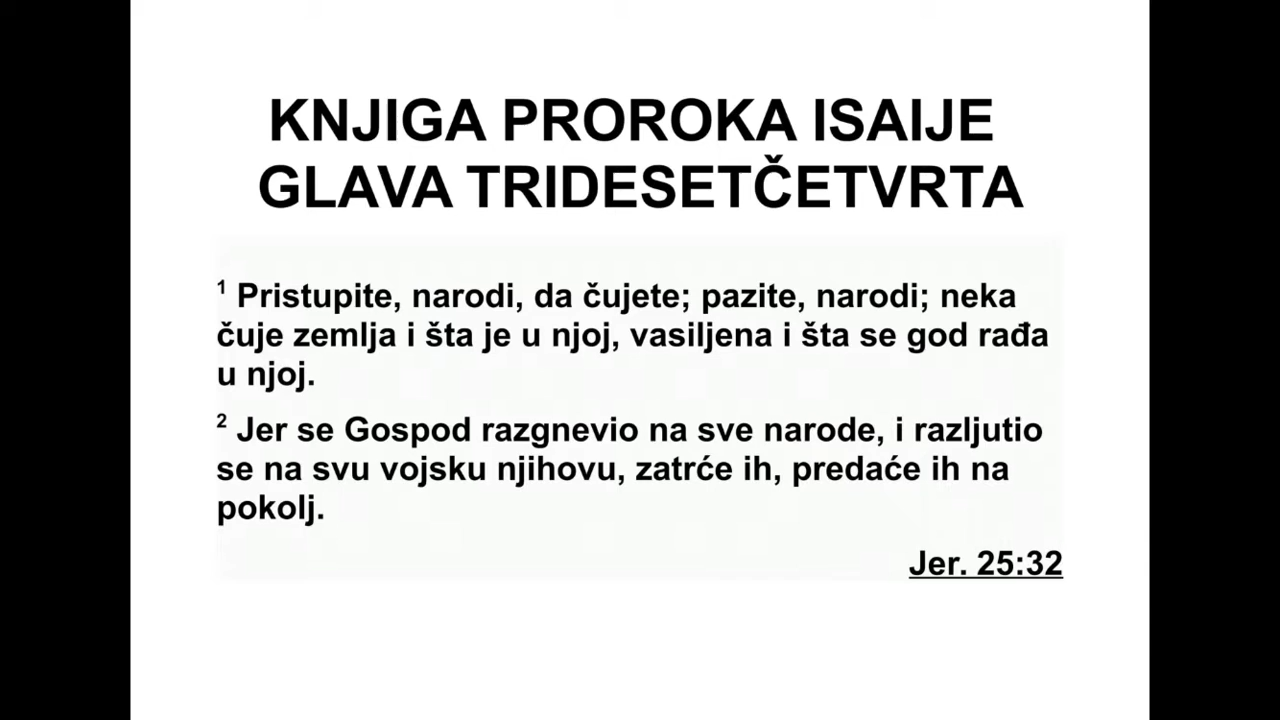 KNJIGA PROROKA ISAIJE
GLAVA TRIDESETČETVRTA
¹ Pristupite, narodi, da čujete; pazite, narodi; neka
čuje zemlja i šta je u njoj, vasiljena i šta se god rađa
u njoj.
² Jer se Gospod razgnevio na sve narode, i razljutio
se na svu vojsku njihovu, zatrće ih, predaće ih na
pokolj.
Jer. 25:32